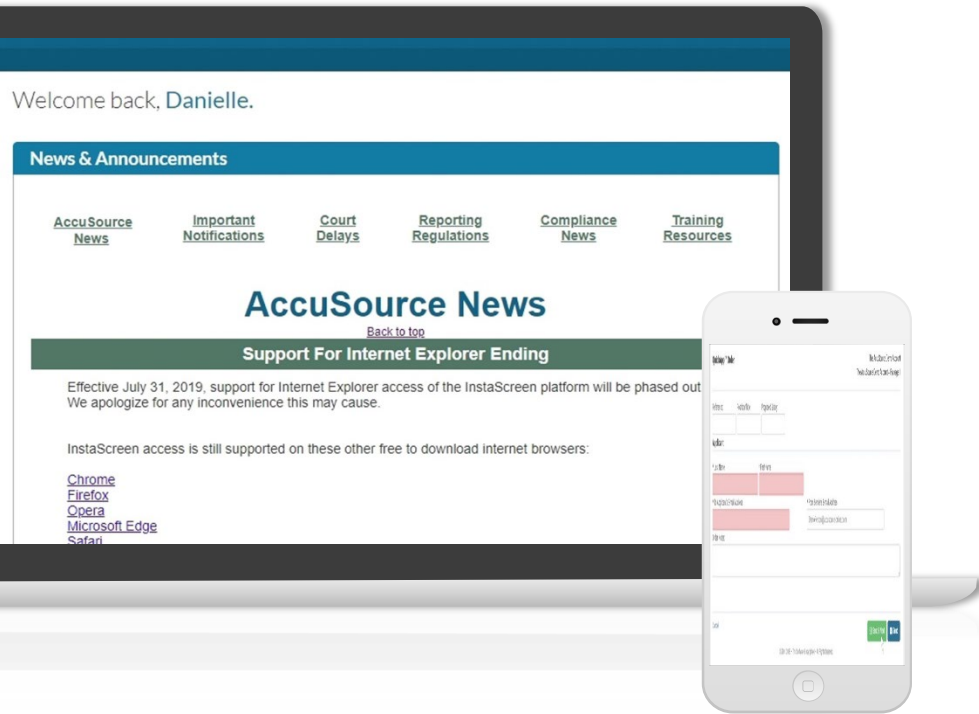 Welcome back, Danielle.
News & Announcements
AccuSource News
Important Notifications
Court Delays
Reporting Regulations
Compliance News
Training Resources
AccuSource News
Back to top
Support For Internet Explorer Ending
Effective July 31, 2019, support for Internet Explorer access of the InstaScreen platform will be phased out
We apologize for any inconvenience this may cause.
InstaScreen access is still supported on these other free to download internet browsers:
Chrome
Firefox
Opera
Microsoft Edge
Safari